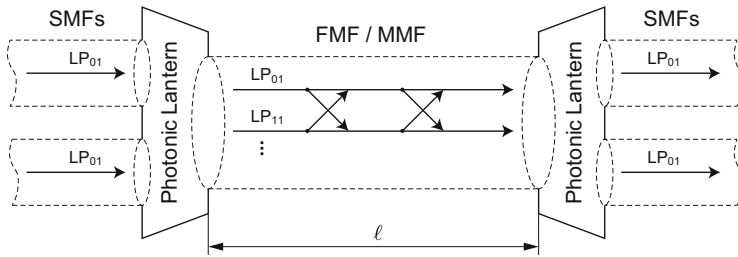 SMFs
FMF / MMF
SMFs
LP₀₁
LP₀₁
Photonic Lantern
LP₀₁
LP₁₁
...
Photonic Lantern
LP₀₁
LP₀₁
ℓ